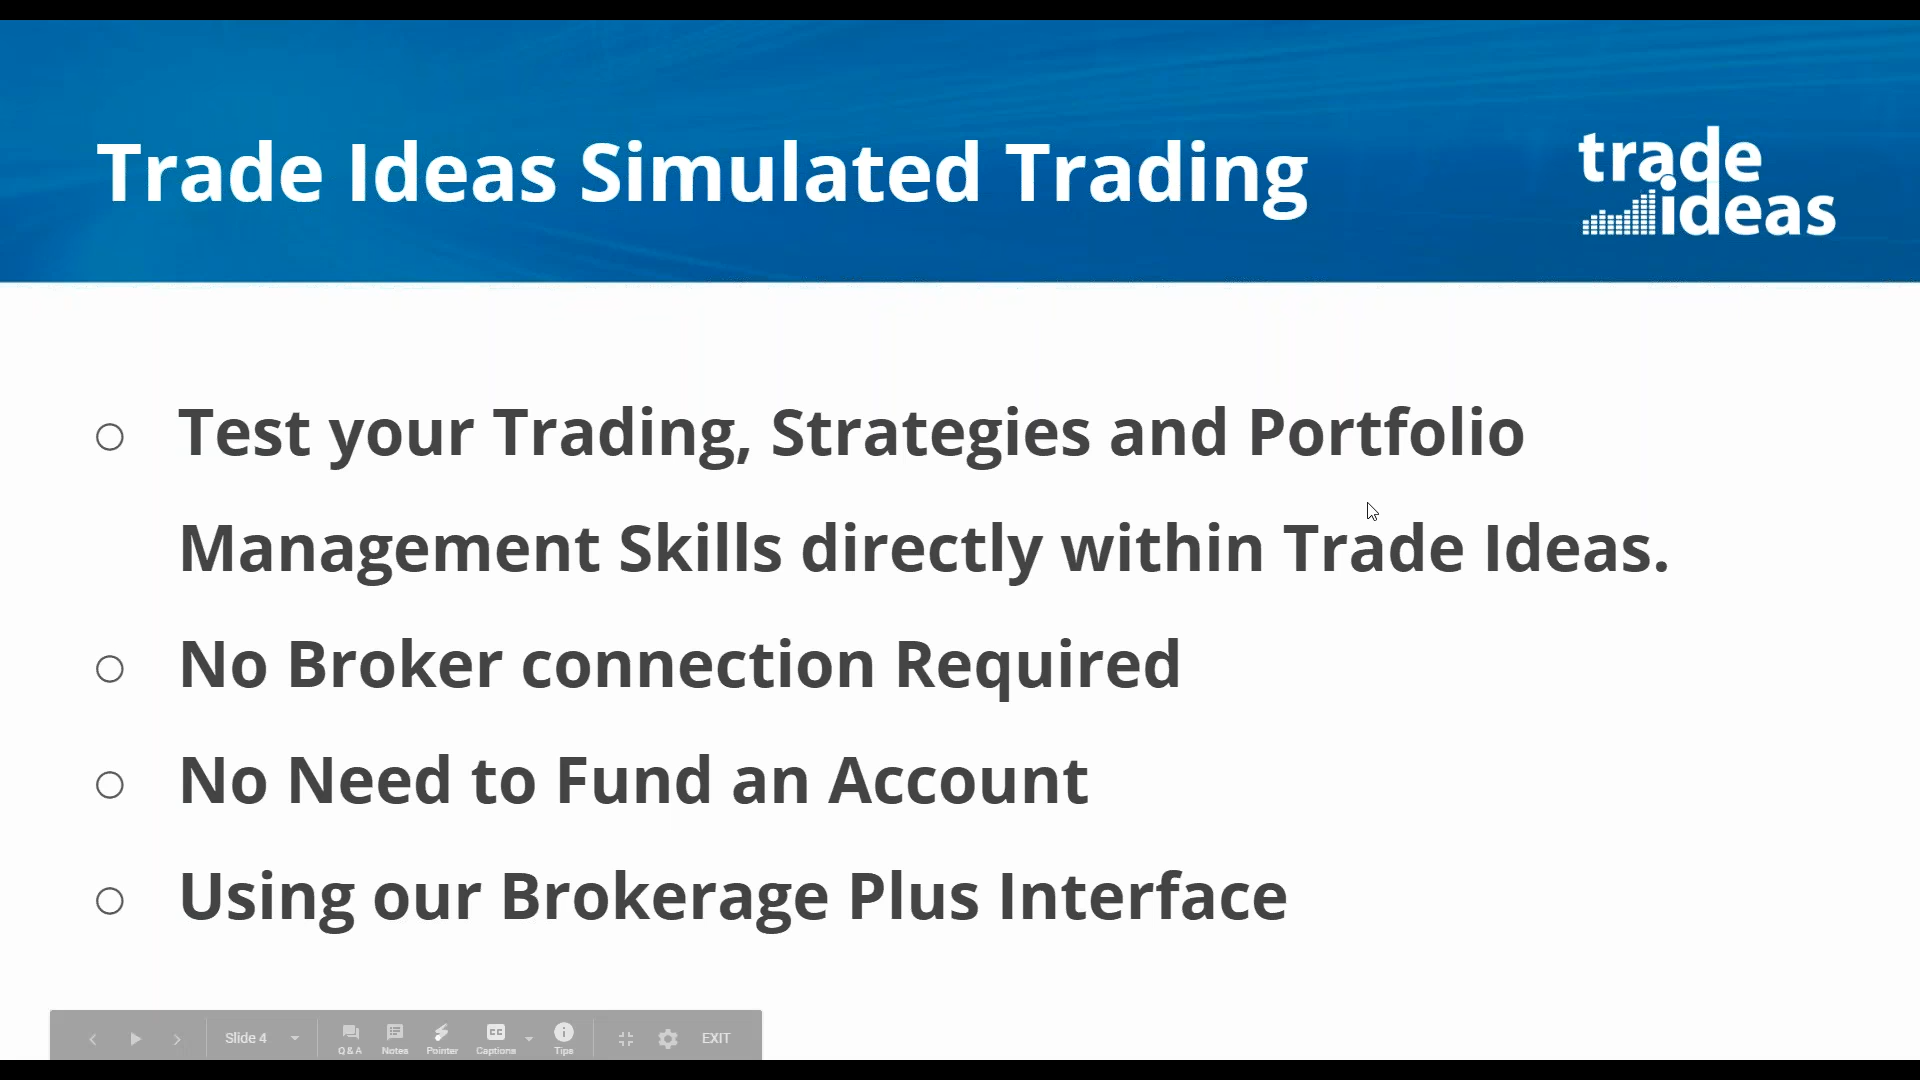 Trade Ideas Simulated Trading
trade
ideas
○ Test your Trading, Strategies and Portfolio
Management Skills directly within Trade Ideas.
○ No Broker connection Required
○ No Need to Fund an Account
○ Using our Brokerage Plus Interface
Slide 4
Q & A
Notes
Pointer
CC
Captions
Tips
EXIT